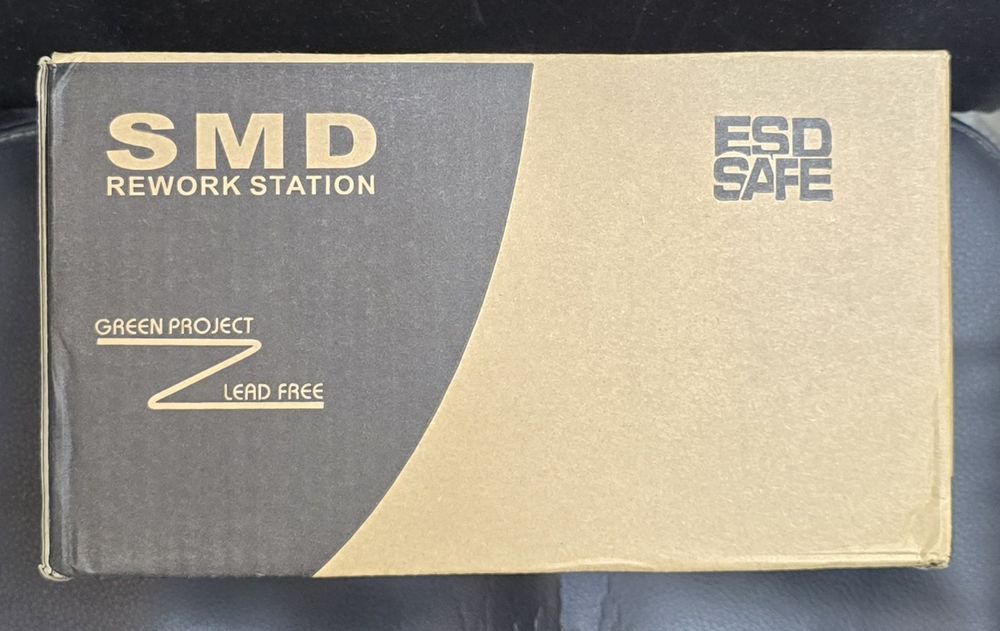 SMD
REWORK STATION
ESD
SAFE
GREEN PROJECT
LEAD FREE